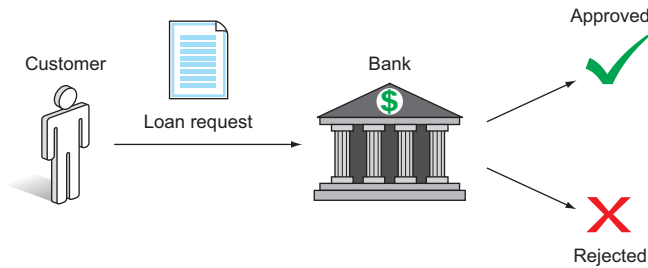 Approved
Customer
Bank
$
Loan request
Rejected